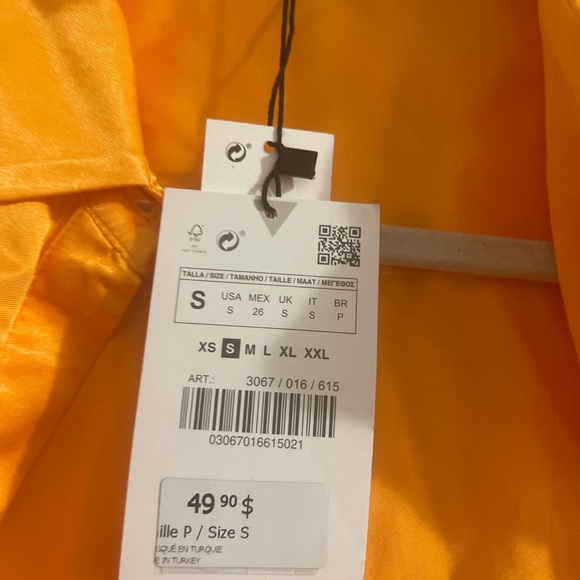 FSC
TALLA / SIZE / TAMANHO / TAILLE / MAAT / ΜΕΓΕΘΟΣ
S USA MEX UK IT BR
S 26 S S P
XS S M L XL XXL
ART.: 3067 / 016 / 615
03067016615021
49 90 $
ille P / Size S
IQUÉ EN TURQUIE
E IN TURKEY